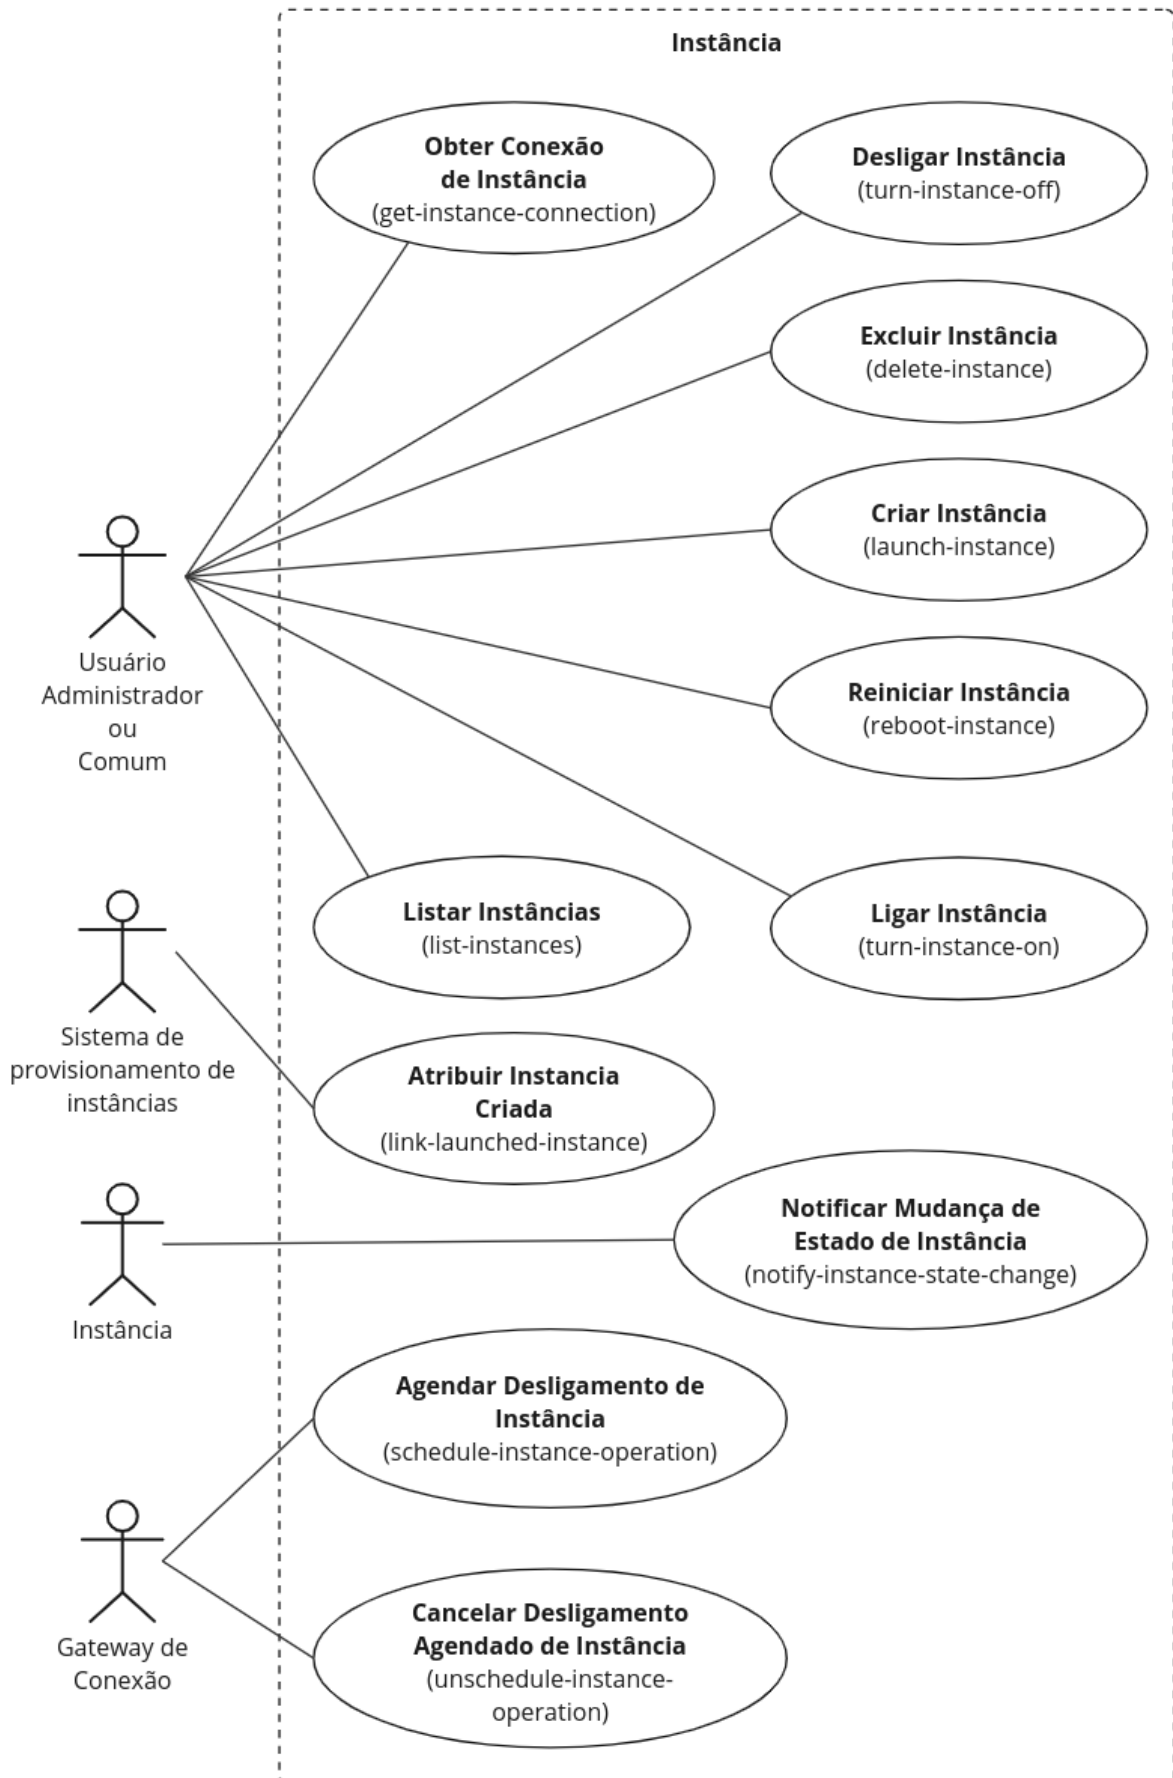 Instância
Obter Conexão
de Instância
(get-instance-connection)
Desligar Instância
(turn-instance-off)
Excluir Instância
(delete-instance)
Criar Instância
(launch-instance)
Usuário
Administrador
ou
Comum
Reiniciar Instância
(reboot-instance)
Listar Instâncias
(list-instances)
Ligar Instância
(turn-instance-on)
Sistema de
provisionamento de
instâncias
Atribuir Instancia
Criada
(link-launched-instance)
Notificar Mudança de
Estado de Instância
(notify-instance-state-change)
Instância
Agendar Desligamento de
Instância
(schedule-instance-operation)
Gateway de
Conexão
Cancelar Desligamento
Agendado de Instância
(unschedule-instance-
operation)